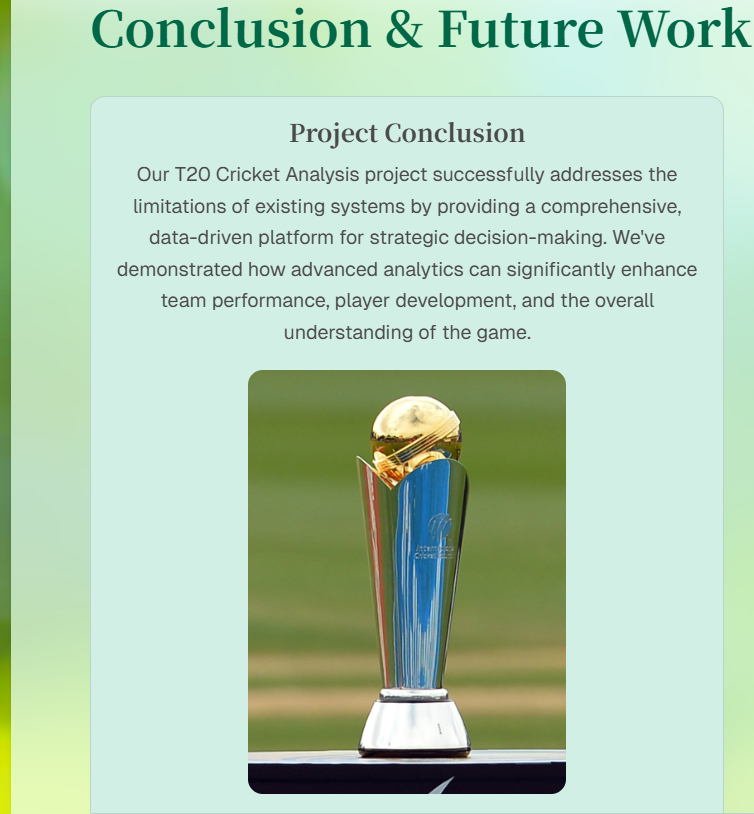 Conclusion & Future Work
Project Conclusion
Our T20 Cricket Analysis project successfully addresses the
limitations of existing systems by providing a comprehensive,
data-driven platform for strategic decision-making. We've
demonstrated how advanced analytics can significantly enhance
team performance, player development, and the overall
understanding of the game.